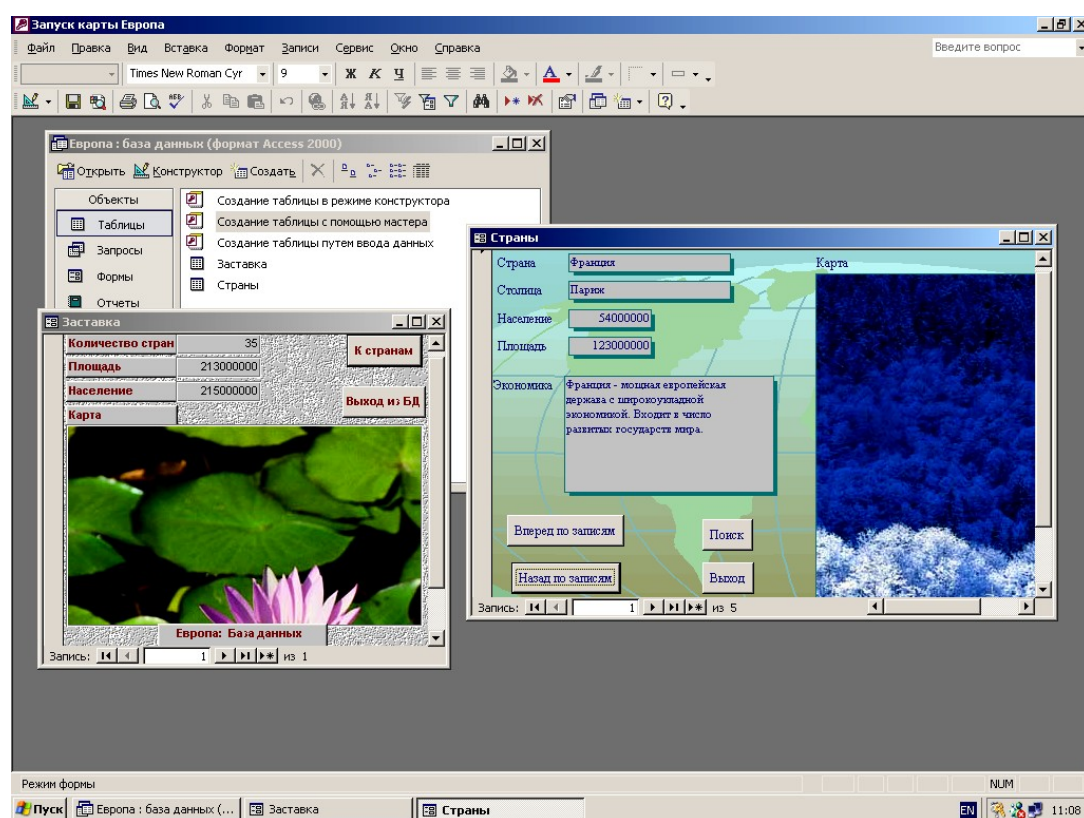 Запуск карты Европа
Файл Правка Вид Вставка Формат Записи Сервис Окно Справка Введите вопрос
Times New Roman Cyr 9 Ж К Ч
Европа : база данных (формат Access 2000)
Открыть Конструктор Создать
Объекты
Таблицы
Запросы
Формы
Отчеты
Создание таблицы в режиме конструктора
Создание таблицы с помощью мастера
Создание таблицы путем ввода данных
Заставка
Страны
Заставка
Количество стран 35
К странам
Площадь 213000000
Население 215000000
Выход из БД
Карта
Европа: База данных
Запись: 1 из 1
Страны
Страна Франция Карта
Столица Париж
Население 54000000
Площадь 123000000
Экономика Франция - мощная европейская
держава с широкоукладной
экономикой. Входит в число
развитых государств мира.
Вперед по записям Поиск
Назад по записям Выход
Запись: 1 из 5
Режим формы NUM
Пуск Европа : база данных (... Заставка Страны EN 11:08